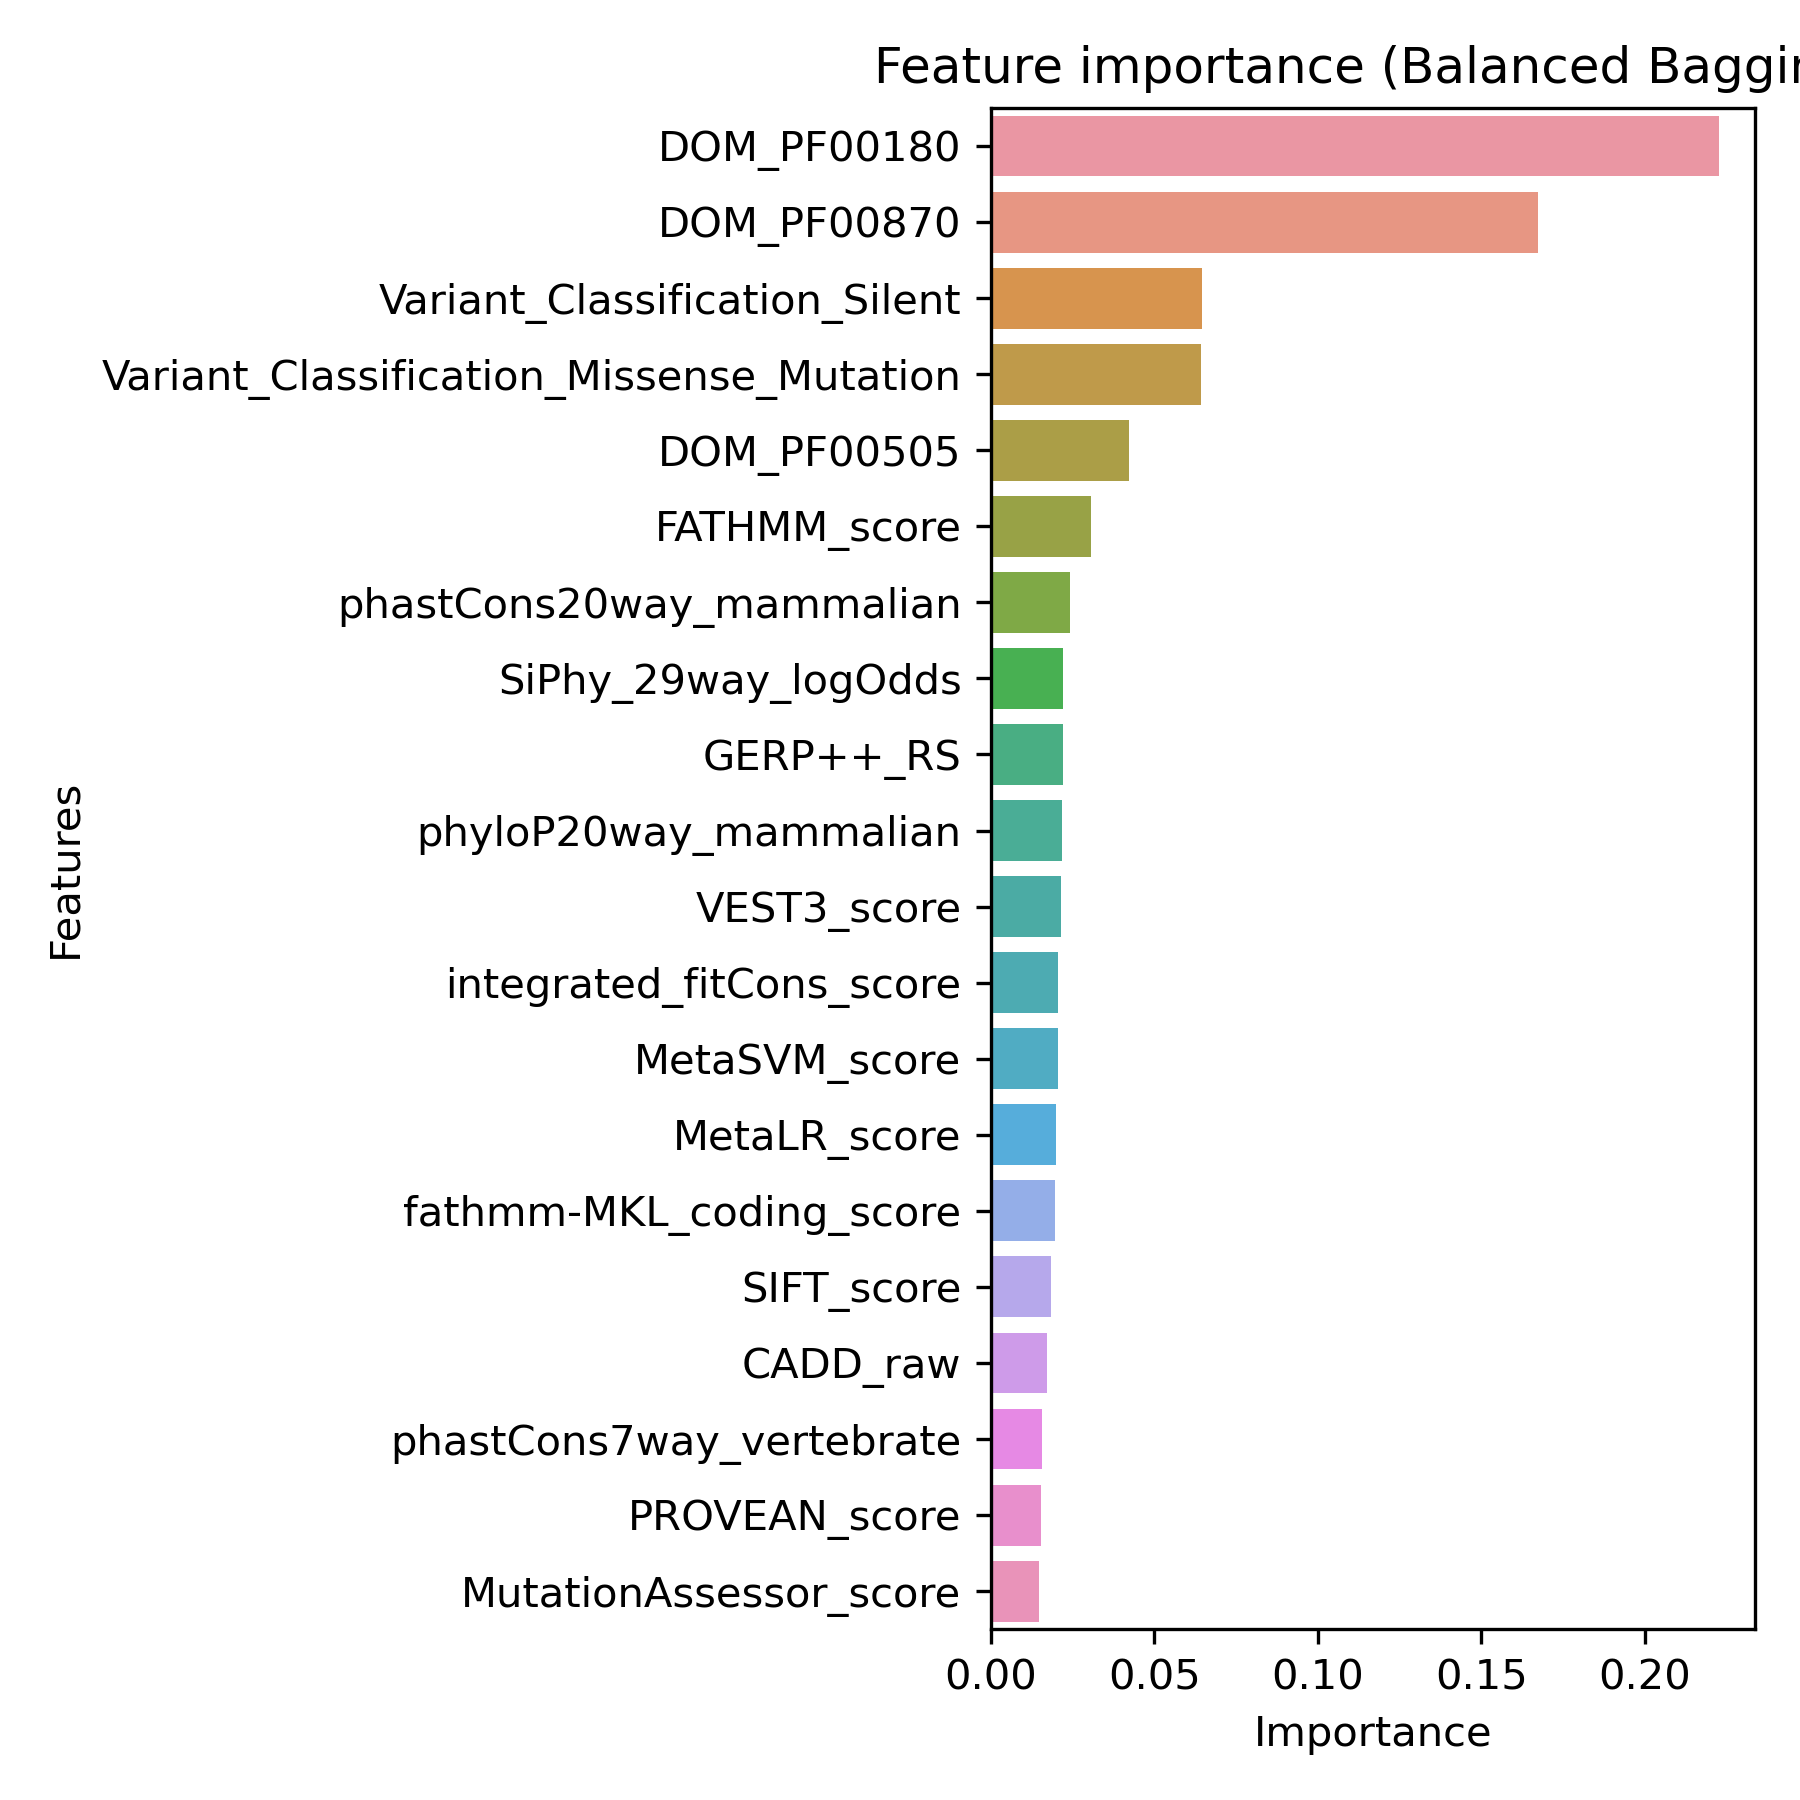 Feature importance (Balanced Baggin
DOM_PF00180
DOM_PF00870
Variant_Classification_Silent
Variant_Classification_Missense_Mutation
DOM_PF00505
FATHMM_score
phastCons20way_mammalian
SiPhy_29way_logOdds
GERP++_RS
phyloP20way_mammalian
VEST3_score
integrated_fitCons_score
MetaSVM_score
MetaLR_score
fathmm-MKL_coding_score
SIFT_score
CADD_raw
phastCons7way_vertebrate
PROVEAN_score
MutationAssessor_score
Features
0.00 0.05 0.10 0.15 0.20
Importance